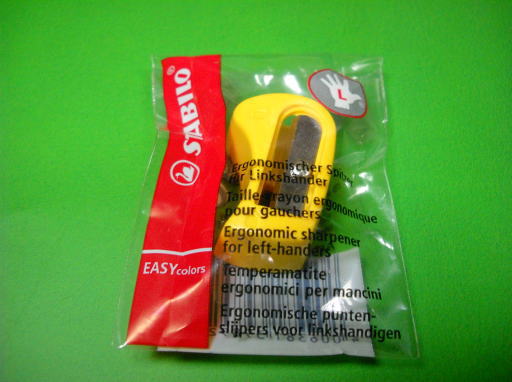 STABILO®
L
Ergonomischer Spitzer
für Linkshänder
Taille-crayon ergonomique
pour gauchers
Ergonomic sharpener
for left-handers
Temperamatite
ergonomici per mancini
Ergonomische punten-
slijpers voor linkshandigen
EASYcolors